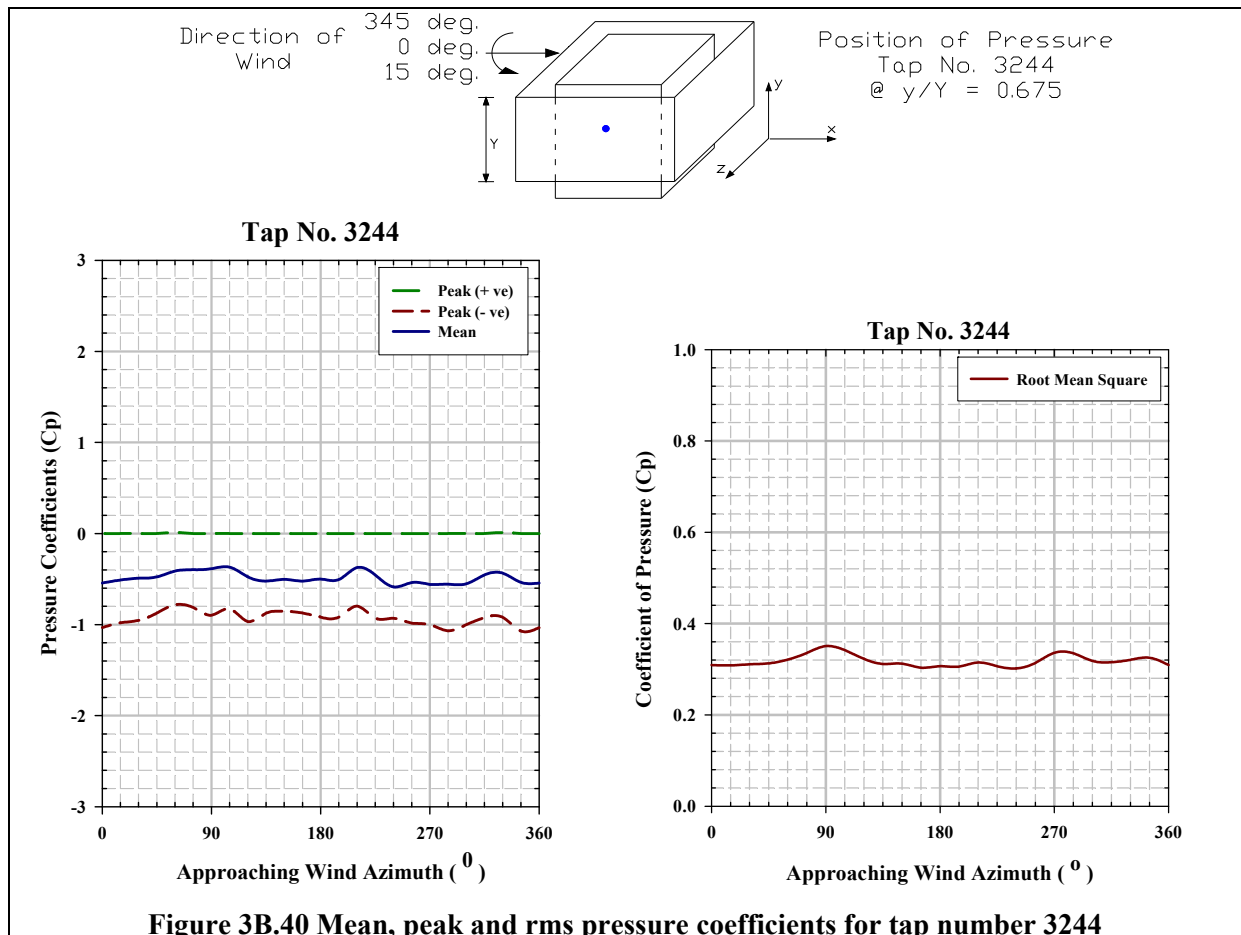 Direction of
Wind
345 deg.
0 deg.
15 deg.
Position of Pressure
Tap No. 3244
@ y/Y = 0.675
Y
y
x
z
Tap No. 3244
3
2
1
0
-1
-2
-3
Pressure Coefficients (Cp)
Peak (+ ve)
Peak (- ve)
Mean
0
90
180
270
360
Approaching Wind Azimuth ( 0 )
Tap No. 3244
1.0
0.8
0.6
0.4
0.2
0.0
Coefficient of Pressure (Cp)
Root Mean Square
0
90
180
270
360
Approaching Wind Azimuth ( o )
Figure 3B.40 Mean, peak and rms pressure coefficients for tap number 3244